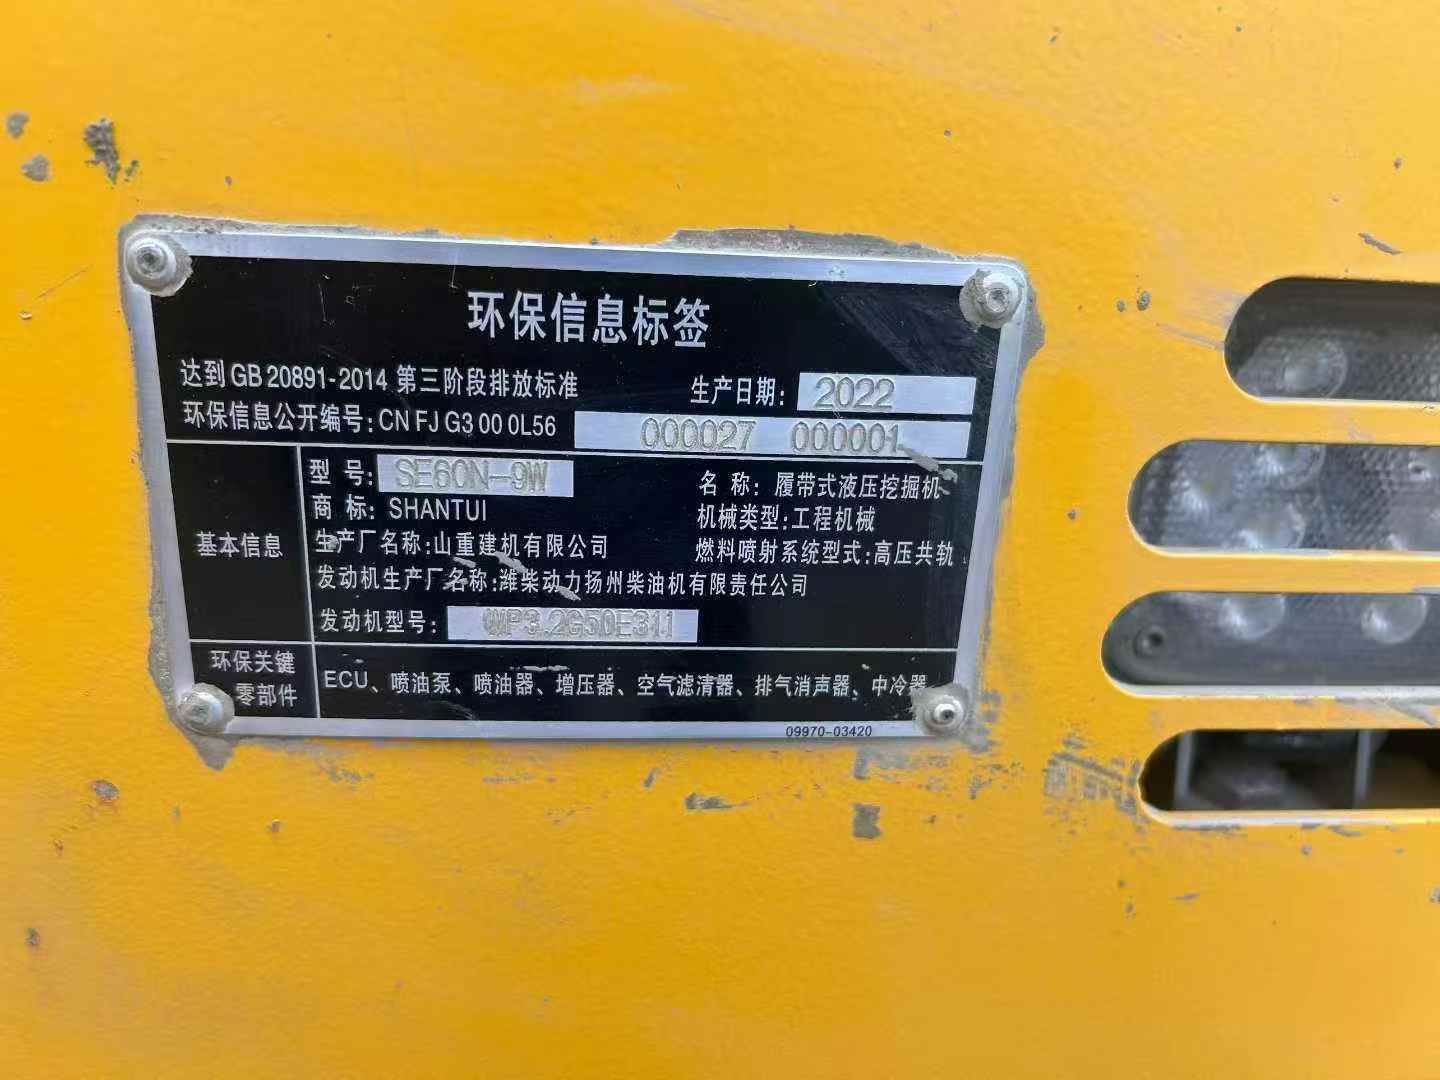 环保信息标签
达到GB 20891-2014 第三阶段排放标准 生产日期: 2022
环保信息公开编号: CN FJ G3 00 0L56 000027 000001
基本信息
型 号: SE60N-9W 名 称: 履带式液压挖掘机
商 标: SHANTUI 机械类型: 工程机械
生产厂名称: 山重建机有限公司 燃料喷射系统型式: 高压共轨
发动机生产厂名称: 潍柴动力扬州柴油机有限责任公司
发动机型号: WP3.2G50E311
环保关键零部件
ECU、喷油泵、喷油器、增压器、空气滤清器、排气消声器、中冷器
09970-03420